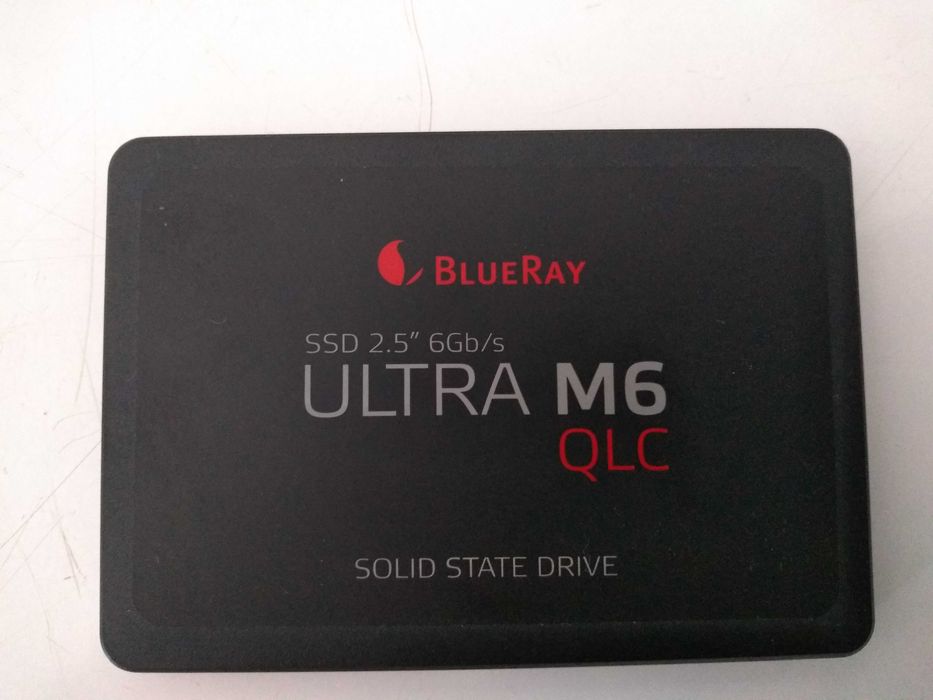 BLUERAY
SSD 2.5” 6Gb/s
ULTRA M6
QLC
SOLID STATE DRIVE